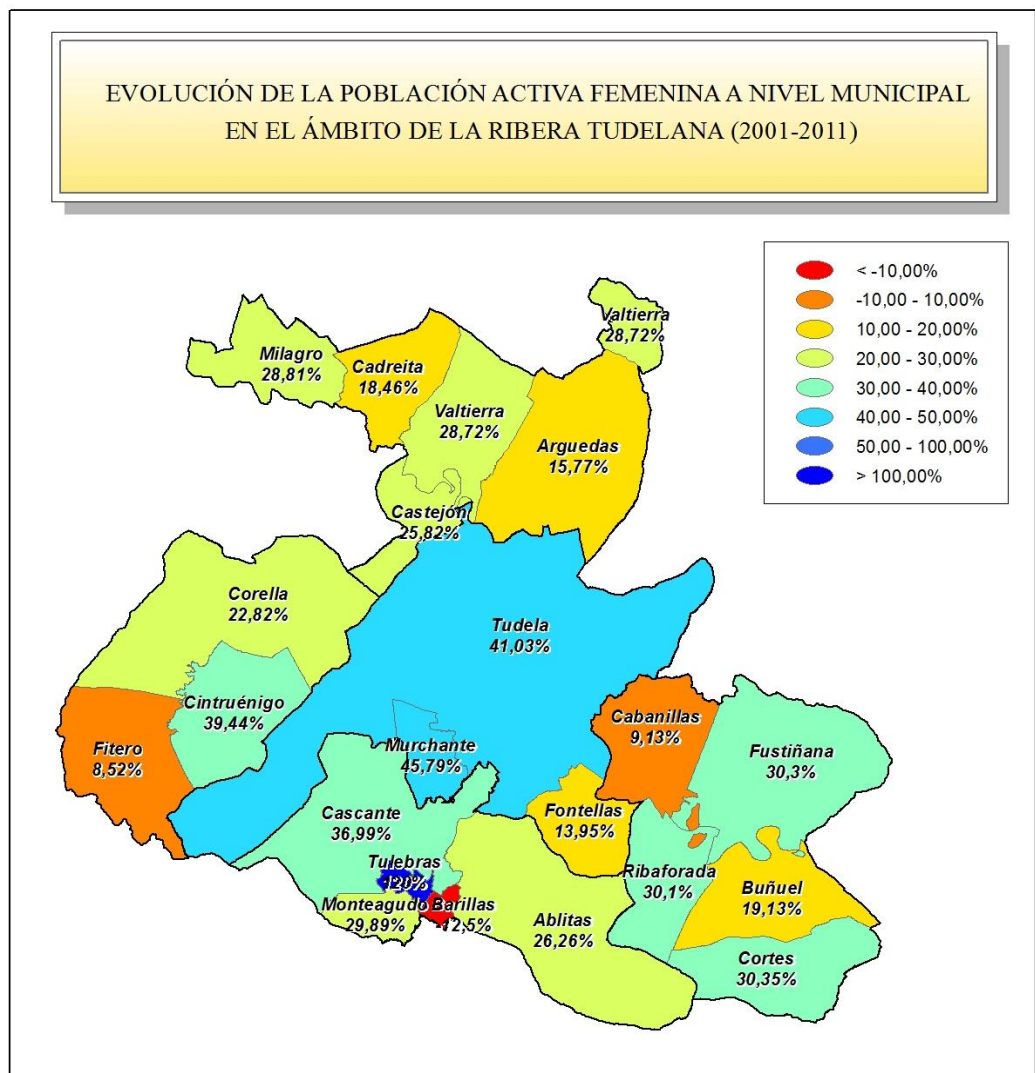 EVOLUCIÓN DE LA POBLACIÓN ACTIVA FEMENINA A NIVEL MUNICIPAL
EN EL ÁMBITO DE LA RIBERA TUDELANA (2001-2011)
< -10,00%
-10,00 - 10,00%
10,00 - 20,00%
20,00 - 30,00%
30,00 - 40,00%
40,00 - 50,00%
50,00 - 100,00%
> 100,00%
Valtierra
28,72%
Milagro
28,81%
Cadreita
18,46%
Valtierra
28,72%
Arguedas
15,77%
Castejón
25,82%
Corella
22,82%
Tudela
41,03%
Cintruénigo
39,44%
Fitero
8,52%
Murchante
45,79%
Cabanillas
9,13%
Fustiñana
30,3%
Cascante
36,99%
Fontellas
13,95%
Tulebras
120%
Ribaforada
30,1%
Buñuel
19,13%
Monteagudo
29,89%
Barillas
-12,5%
Ablitas
26,26%
Cortes
30,35%